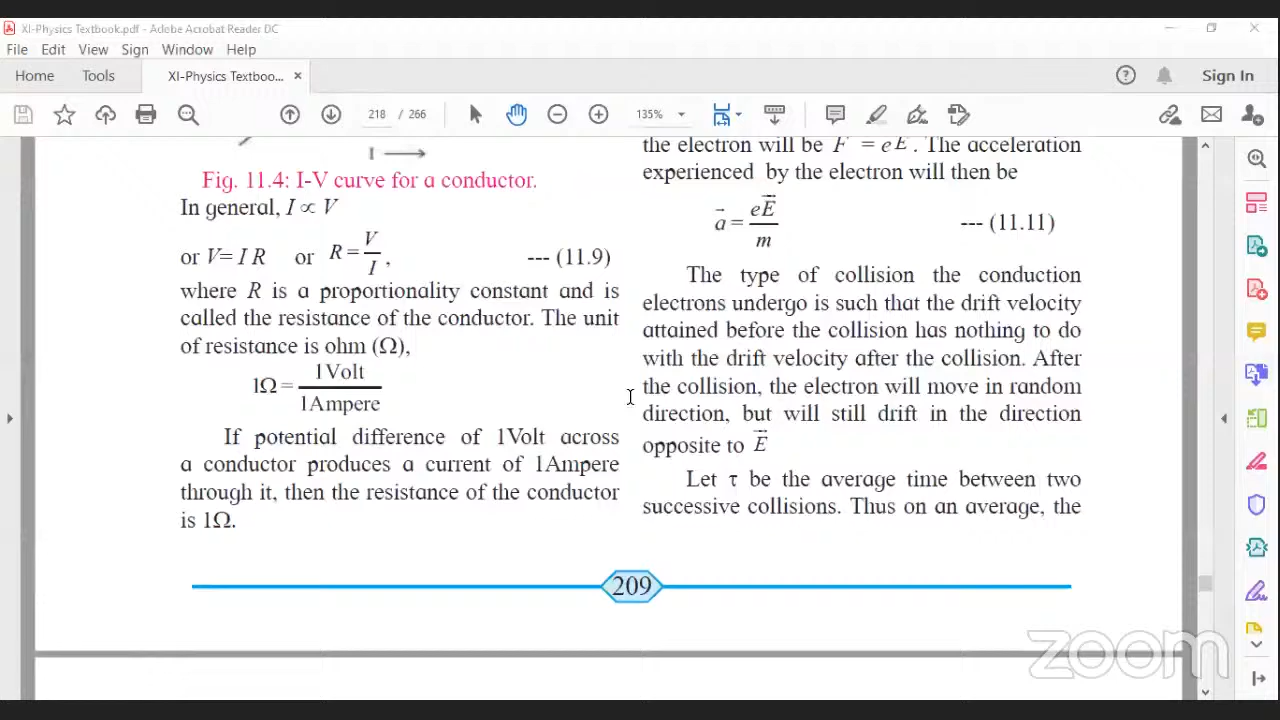 XI-Physics Textbook.pdf - Adobe Acrobat Reader DC
File Edit View Sign Window Help
Home Tools XI-Physics Textboo... × Sign In
218 / 266 135%
I
Fig. 11.4: I-V curve for a conductor.
In general, I ∝ V
or V= I R or R = V/I, --- (11.9)
where R is a proportionality constant and is
called the resistance of the conductor. The unit
of resistance is ohm (Ω),
1Ω = 1Volt / 1Ampere
If potential difference of 1Volt across
a conductor produces a current of 1Ampere
through it, then the resistance of the conductor
is 1Ω.
the electron will be F = eE . The acceleration
experienced by the electron will then be
a⃗ = eE⃗ / m --- (11.11)
The type of collision the conduction
electrons undergo is such that the drift velocity
attained before the collision has nothing to do
with the drift velocity after the collision. After
the collision, the electron will move in random
direction, but will still drift in the direction
opposite to E⃗
Let τ be the average time between two
successive collisions. Thus on an average, the
209
zoom